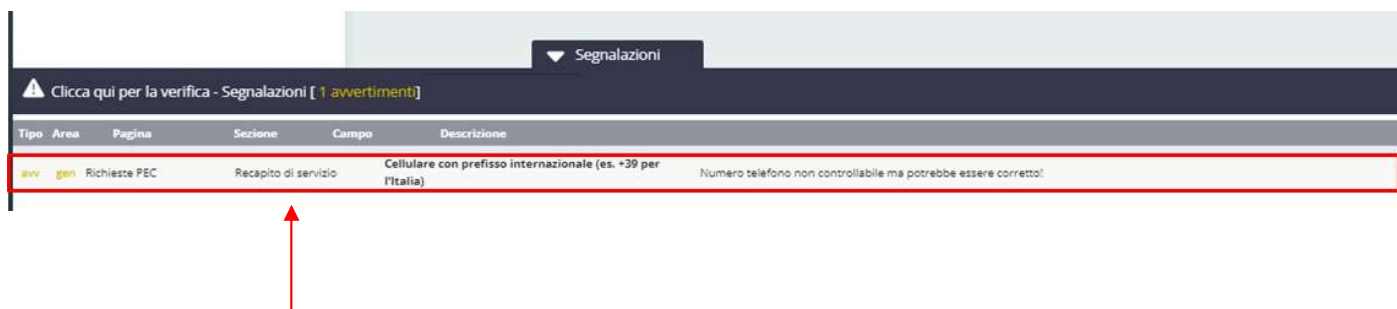 Segnalazioni
Clicca qui per la verifica - Segnalazioni [ 1 avvertimenti]
Tipo Area Pagina Sezione Campo Descrizione
avv gen Richieste PEC Recapito di servizio Cellulare con prefisso internazionale (es. +39 per Numero telefono non controllabile ma potrebbe essere corretto!
l'Italia)